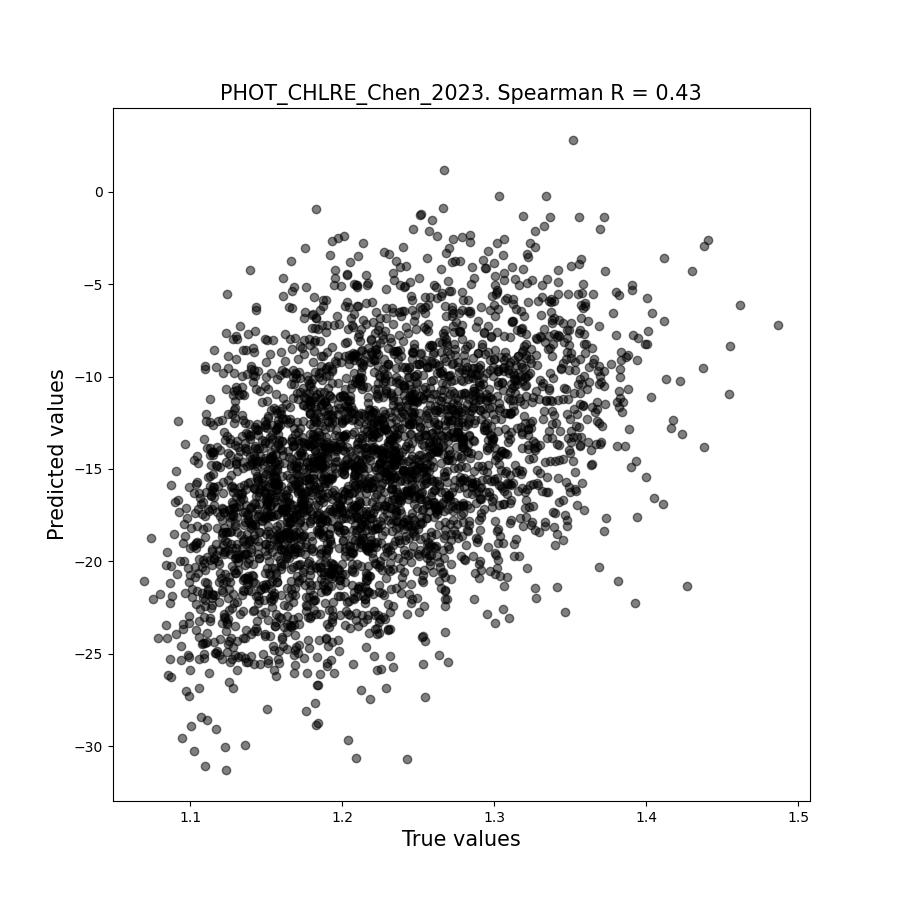 PHOT_CHLRE_Chen_2023. Spearman R = 0.43
0
−5
−10
−15
−20
−25
−30
Predicted values
1.1 1.2 1.3 1.4 1.5
True values